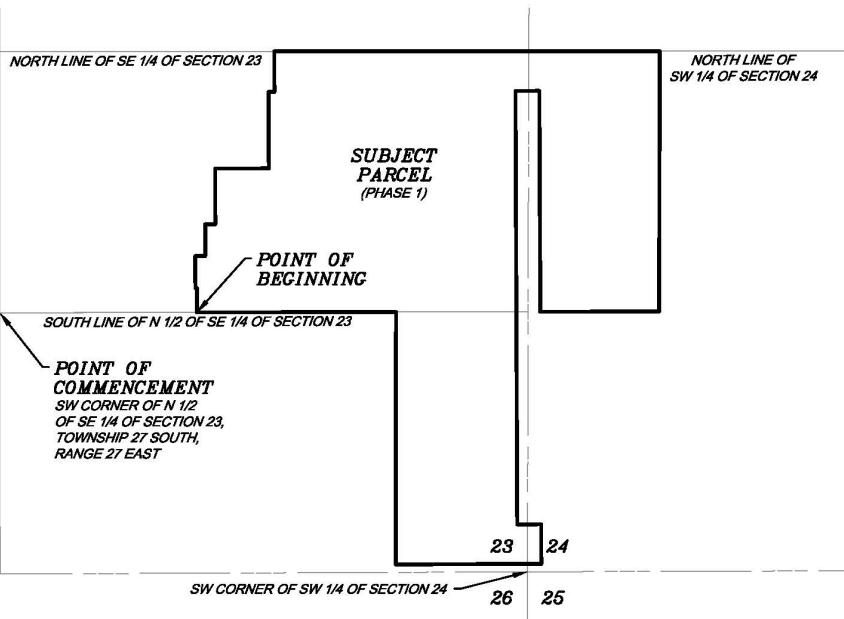 NORTH LINE OF SE 1/4 OF SECTION 23
NORTH LINE OF
SW 1/4 OF SECTION 24
SUBJECT
PARCEL
(PHASE 1)
POINT OF
BEGINNING
SOUTH LINE OF N 1/2 OF SE 1/4 OF SECTION 23
POINT OF
COMMENCEMENT
SW CORNER OF N 1/2
OF SE 1/4 OF SECTION 23,
TOWNSHIP 27 SOUTH,
RANGE 27 EAST
23 24
SW CORNER OF SW 1/4 OF SECTION 24
26 25